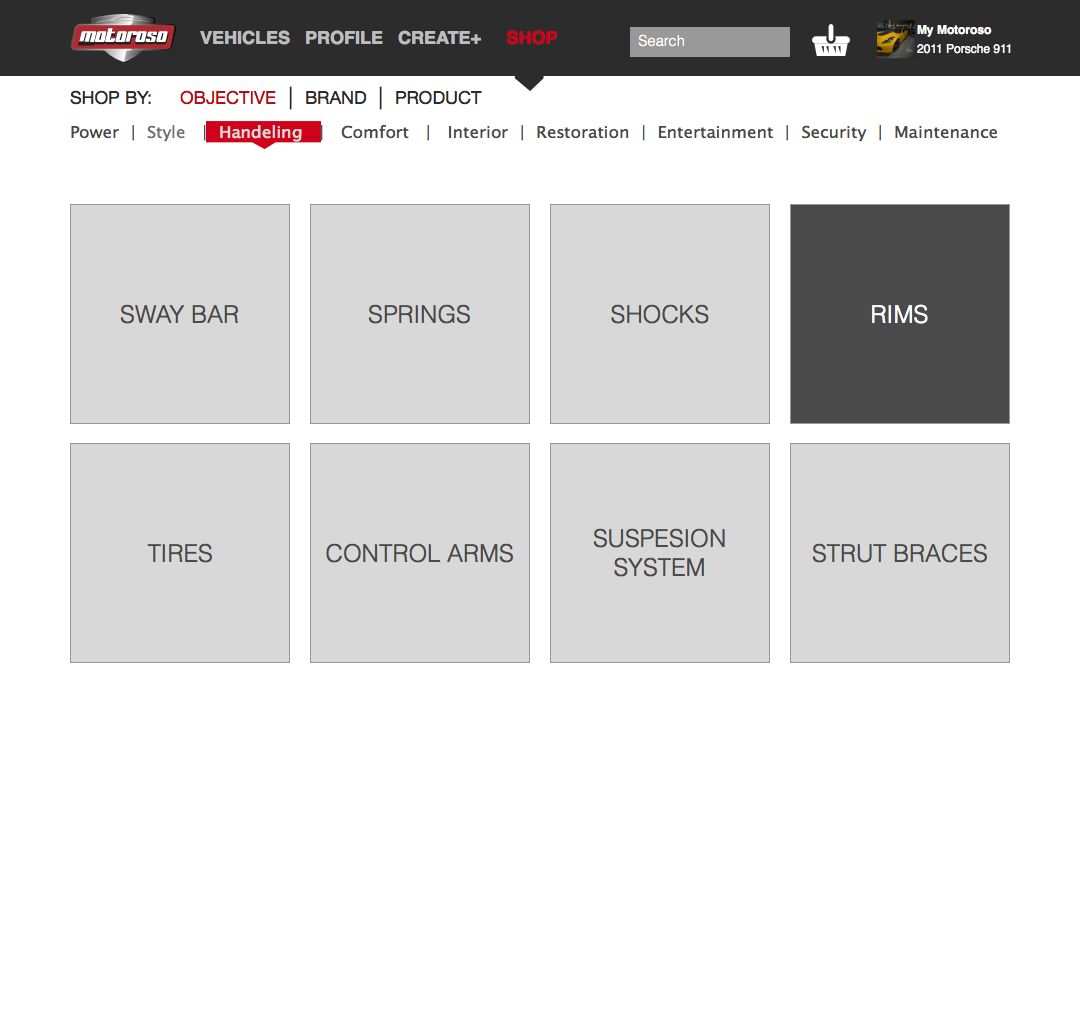 motoroso VEHICLES PROFILE CREATE+ SHOP Search My Motoroso
2011 Porsche 911
SHOP BY: OBJECTIVE | BRAND | PRODUCT
Power | Style | Handeling | Comfort | Interior | Restoration | Entertainment | Security | Maintenance
SWAY BAR SPRINGS SHOCKS RIMS
TIRES CONTROL ARMS SUSPESION
SYSTEM STRUT BRACES